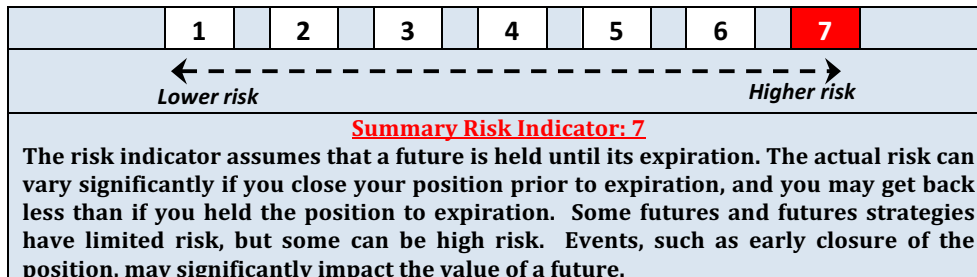 1 2 3 4 5 6 7
Lower risk Higher risk
Summary Risk Indicator: 7
The risk indicator assumes that a future is held until its expiration. The actual risk can
vary significantly if you close your position prior to expiration, and you may get back
less than if you held the position to expiration. Some futures and futures strategies
have limited risk, but some can be high risk. Events, such as early closure of the
position, may significantly impact the value of a future.